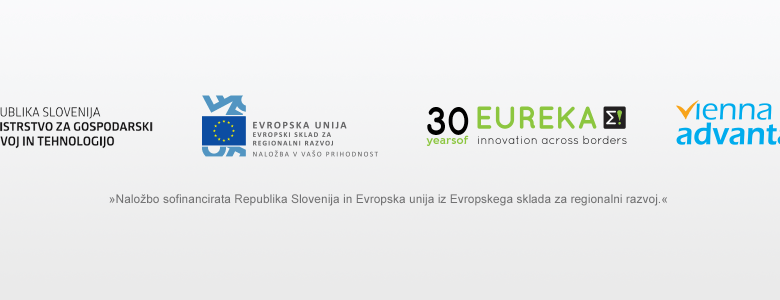 UBLIKA SLOVENIJA
ISTRSTVO ZA GOSPODARSKI
VOJ IN TEHNOLOGIJO
EVROPSKA UNIJA
EVROPSKI SKLAD ZA
REGIONALNI RAZVOJ
NALOŽBA V VAŠO PRIHODNOST
30 EUREKA Σ!
yearsof innovation across borders
vienna
advanta
»Naložbo sofinancirata Republika Slovenija in Evropska unija iz Evropskega sklada za regionalni razvoj.«